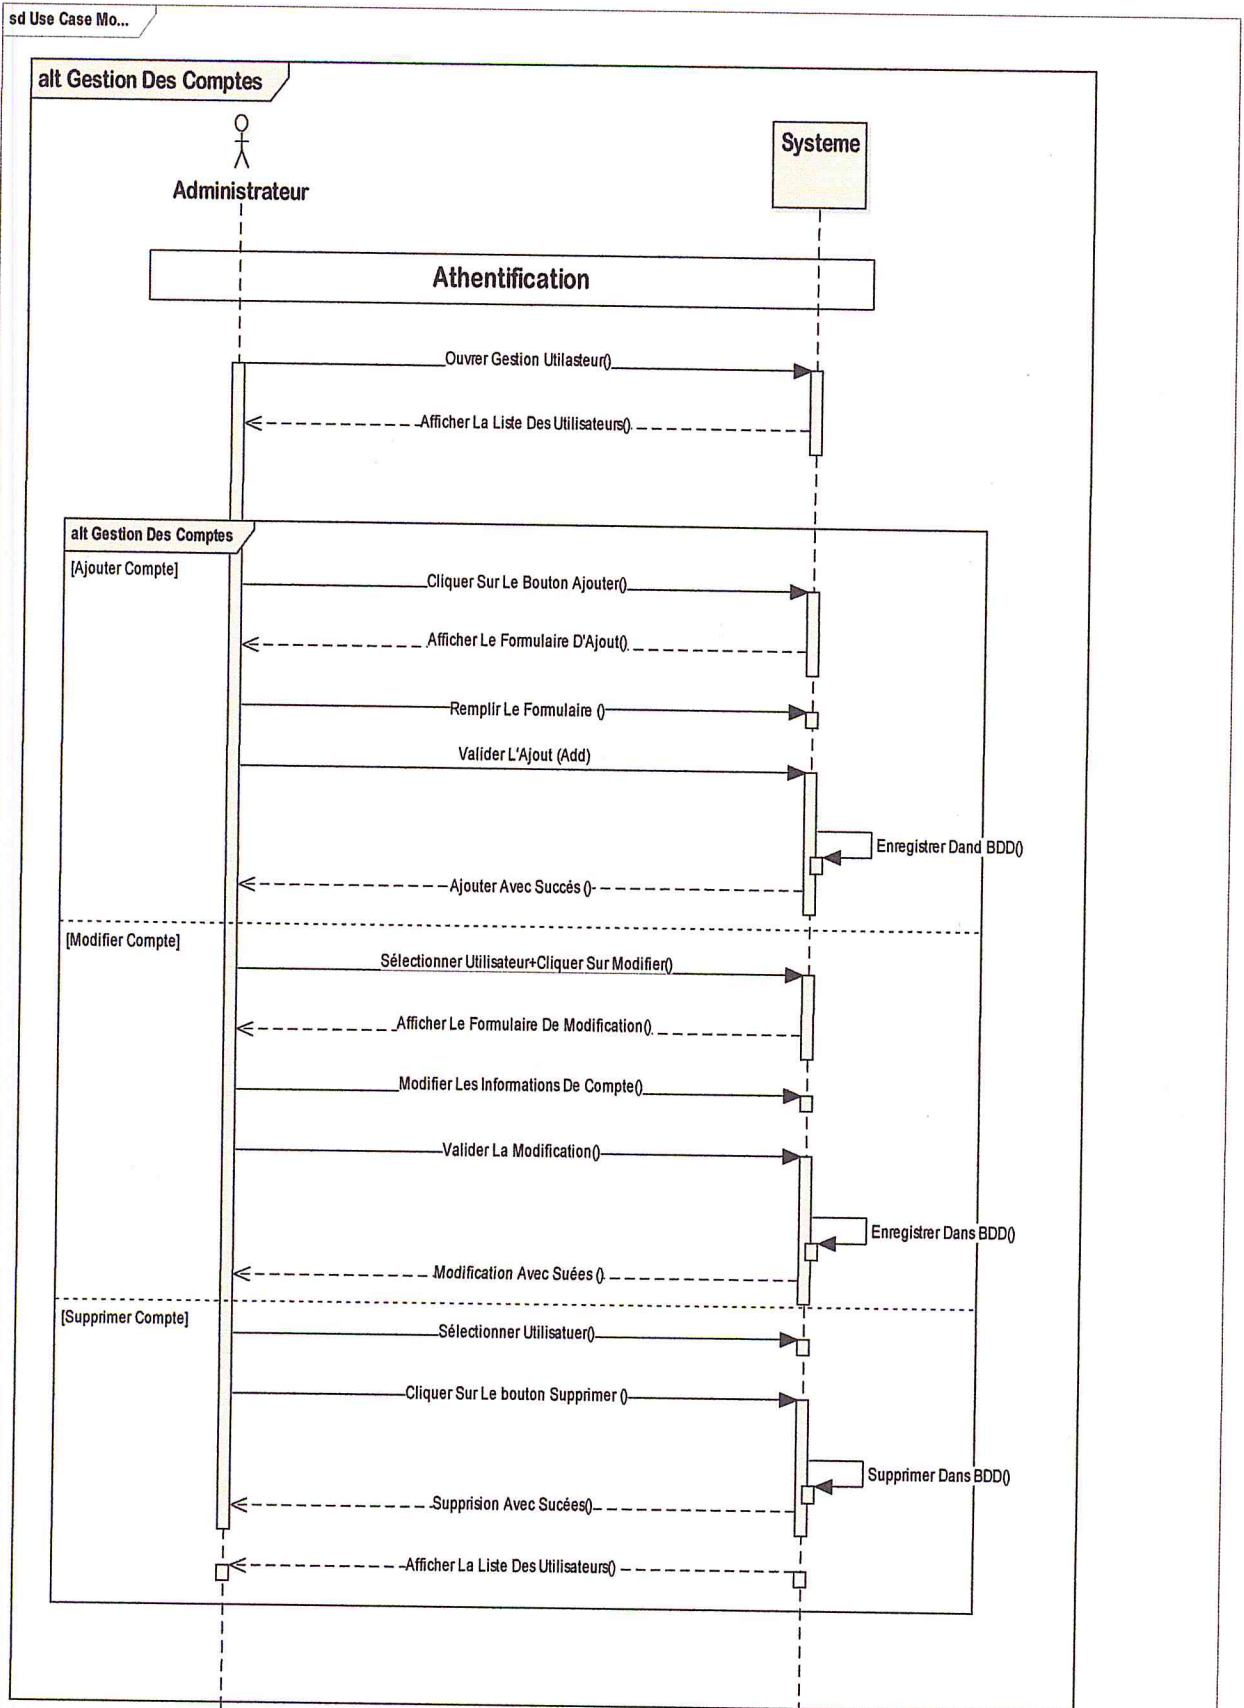 sd Use Case Mo...
alt Gestion Des Comptes
Administrateur
Systeme
Athentification
Ouvrer Gestion Utilasteur()
Afficher La Liste Des Utilisateurs()
alt Gestion Des Comptes
[Ajouter Compte]
Cliquer Sur Le Bouton Ajouter()
Afficher Le Formulaire D'Ajout()
Remplir Le Formulaire ()
Valider L'Ajout (Add)
Enregistrer Dand BDD()
Ajouter Avec Succés ()
[Modifier Compte]
Sélectionner Utilisateur+Cliquer Sur Modifier()
Afficher Le Formulaire De Modification()
Modifier Les Informations De Compte()
Valider La Modification()
Enregistrer Dans BDD()
Modification Avec Suées ()
[Supprimer Compte]
Sélectionner Utilisatuer()
Cliquer Sur Le bouton Supprimer ()
Supprimer Dans BDD()
Supprision Avec Sucées()
Afficher La Liste Des Utilisateurs()